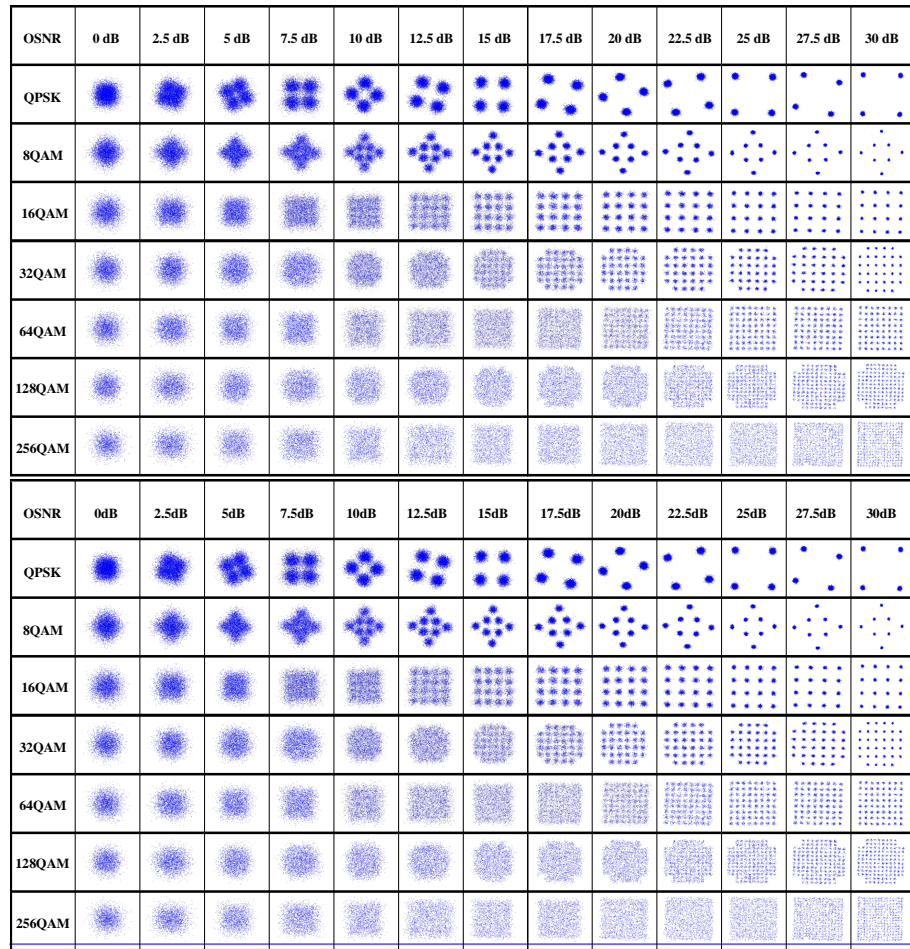 OSNR 0 dB 2.5 dB 5 dB 7.5 dB 10 dB 12.5 dB 15 dB 17.5 dB 20 dB 22.5 dB 25 dB 27.5 dB 30 dB
QPSK
8QAM
16QAM
32QAM
64QAM
128QAM
256QAM
OSNR 0dB 2.5dB 5dB 7.5dB 10dB 12.5dB 15dB 17.5dB 20dB 22.5dB 25dB 27.5dB 30dB
QPSK
8QAM
16QAM
32QAM
64QAM
128QAM
256QAM